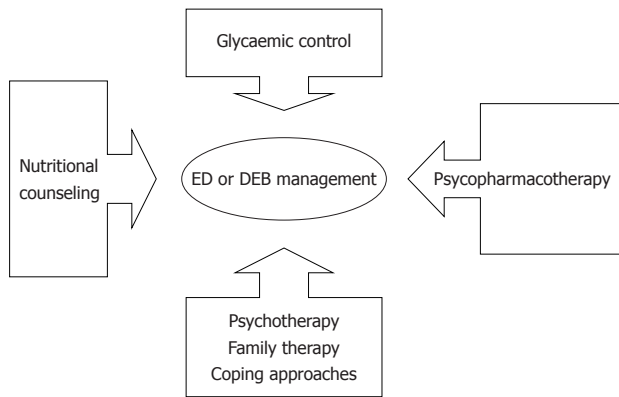 Glycaemic control
Nutritional
counseling
ED or DEB management
Psycopharmacotherapy
Psychotherapy
Family therapy
Coping approaches